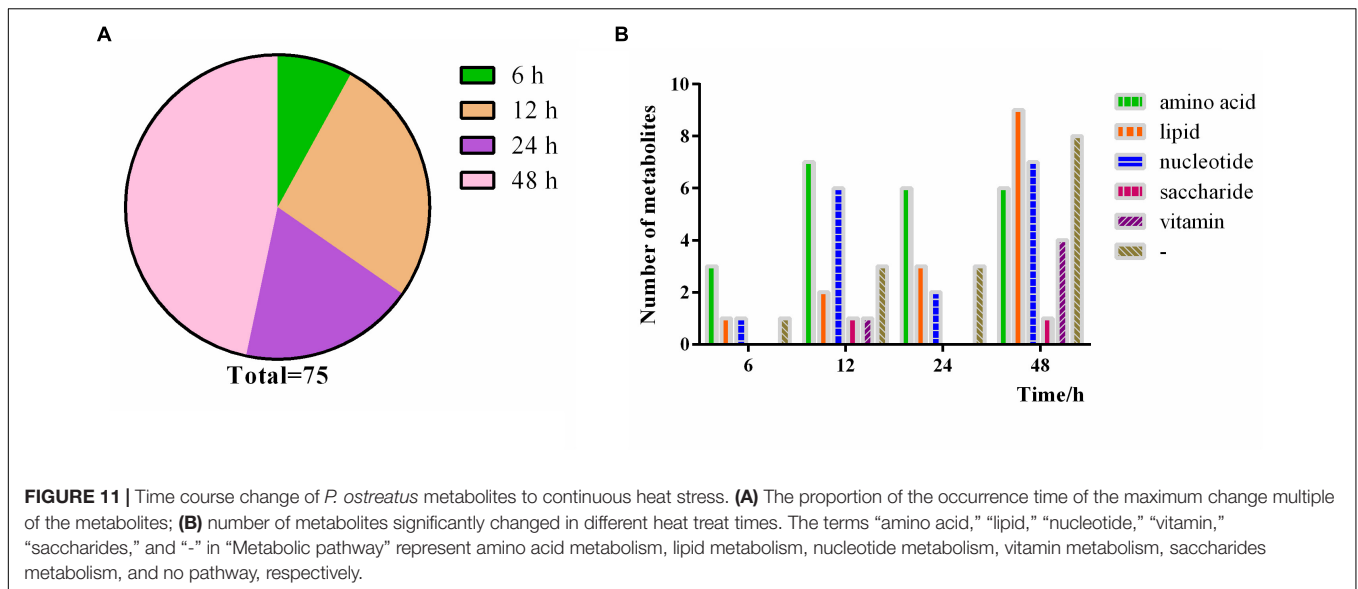 A
6 h
12 h
24 h
48 h
Total=75
B
Number of metabolites
10
8
6
4
2
0
6
12
24
48
Time/h
amino acid
lipid
nucleotide
saccharide
vitamin
-
FIGURE 11 | Time course change of P. ostreatus metabolites to continuous heat stress. (A) The proportion of the occurrence time of the maximum change multiple
of the metabolites; (B) number of metabolites significantly changed in different heat treat times. The terms “amino acid,” “lipid,” “nucleotide,” “vitamin,”
“saccharides,” and “-” in “Metabolic pathway” represent amino acid metabolism, lipid metabolism, nucleotide metabolism, vitamin metabolism, saccharides
metabolism, and no pathway, respectively.